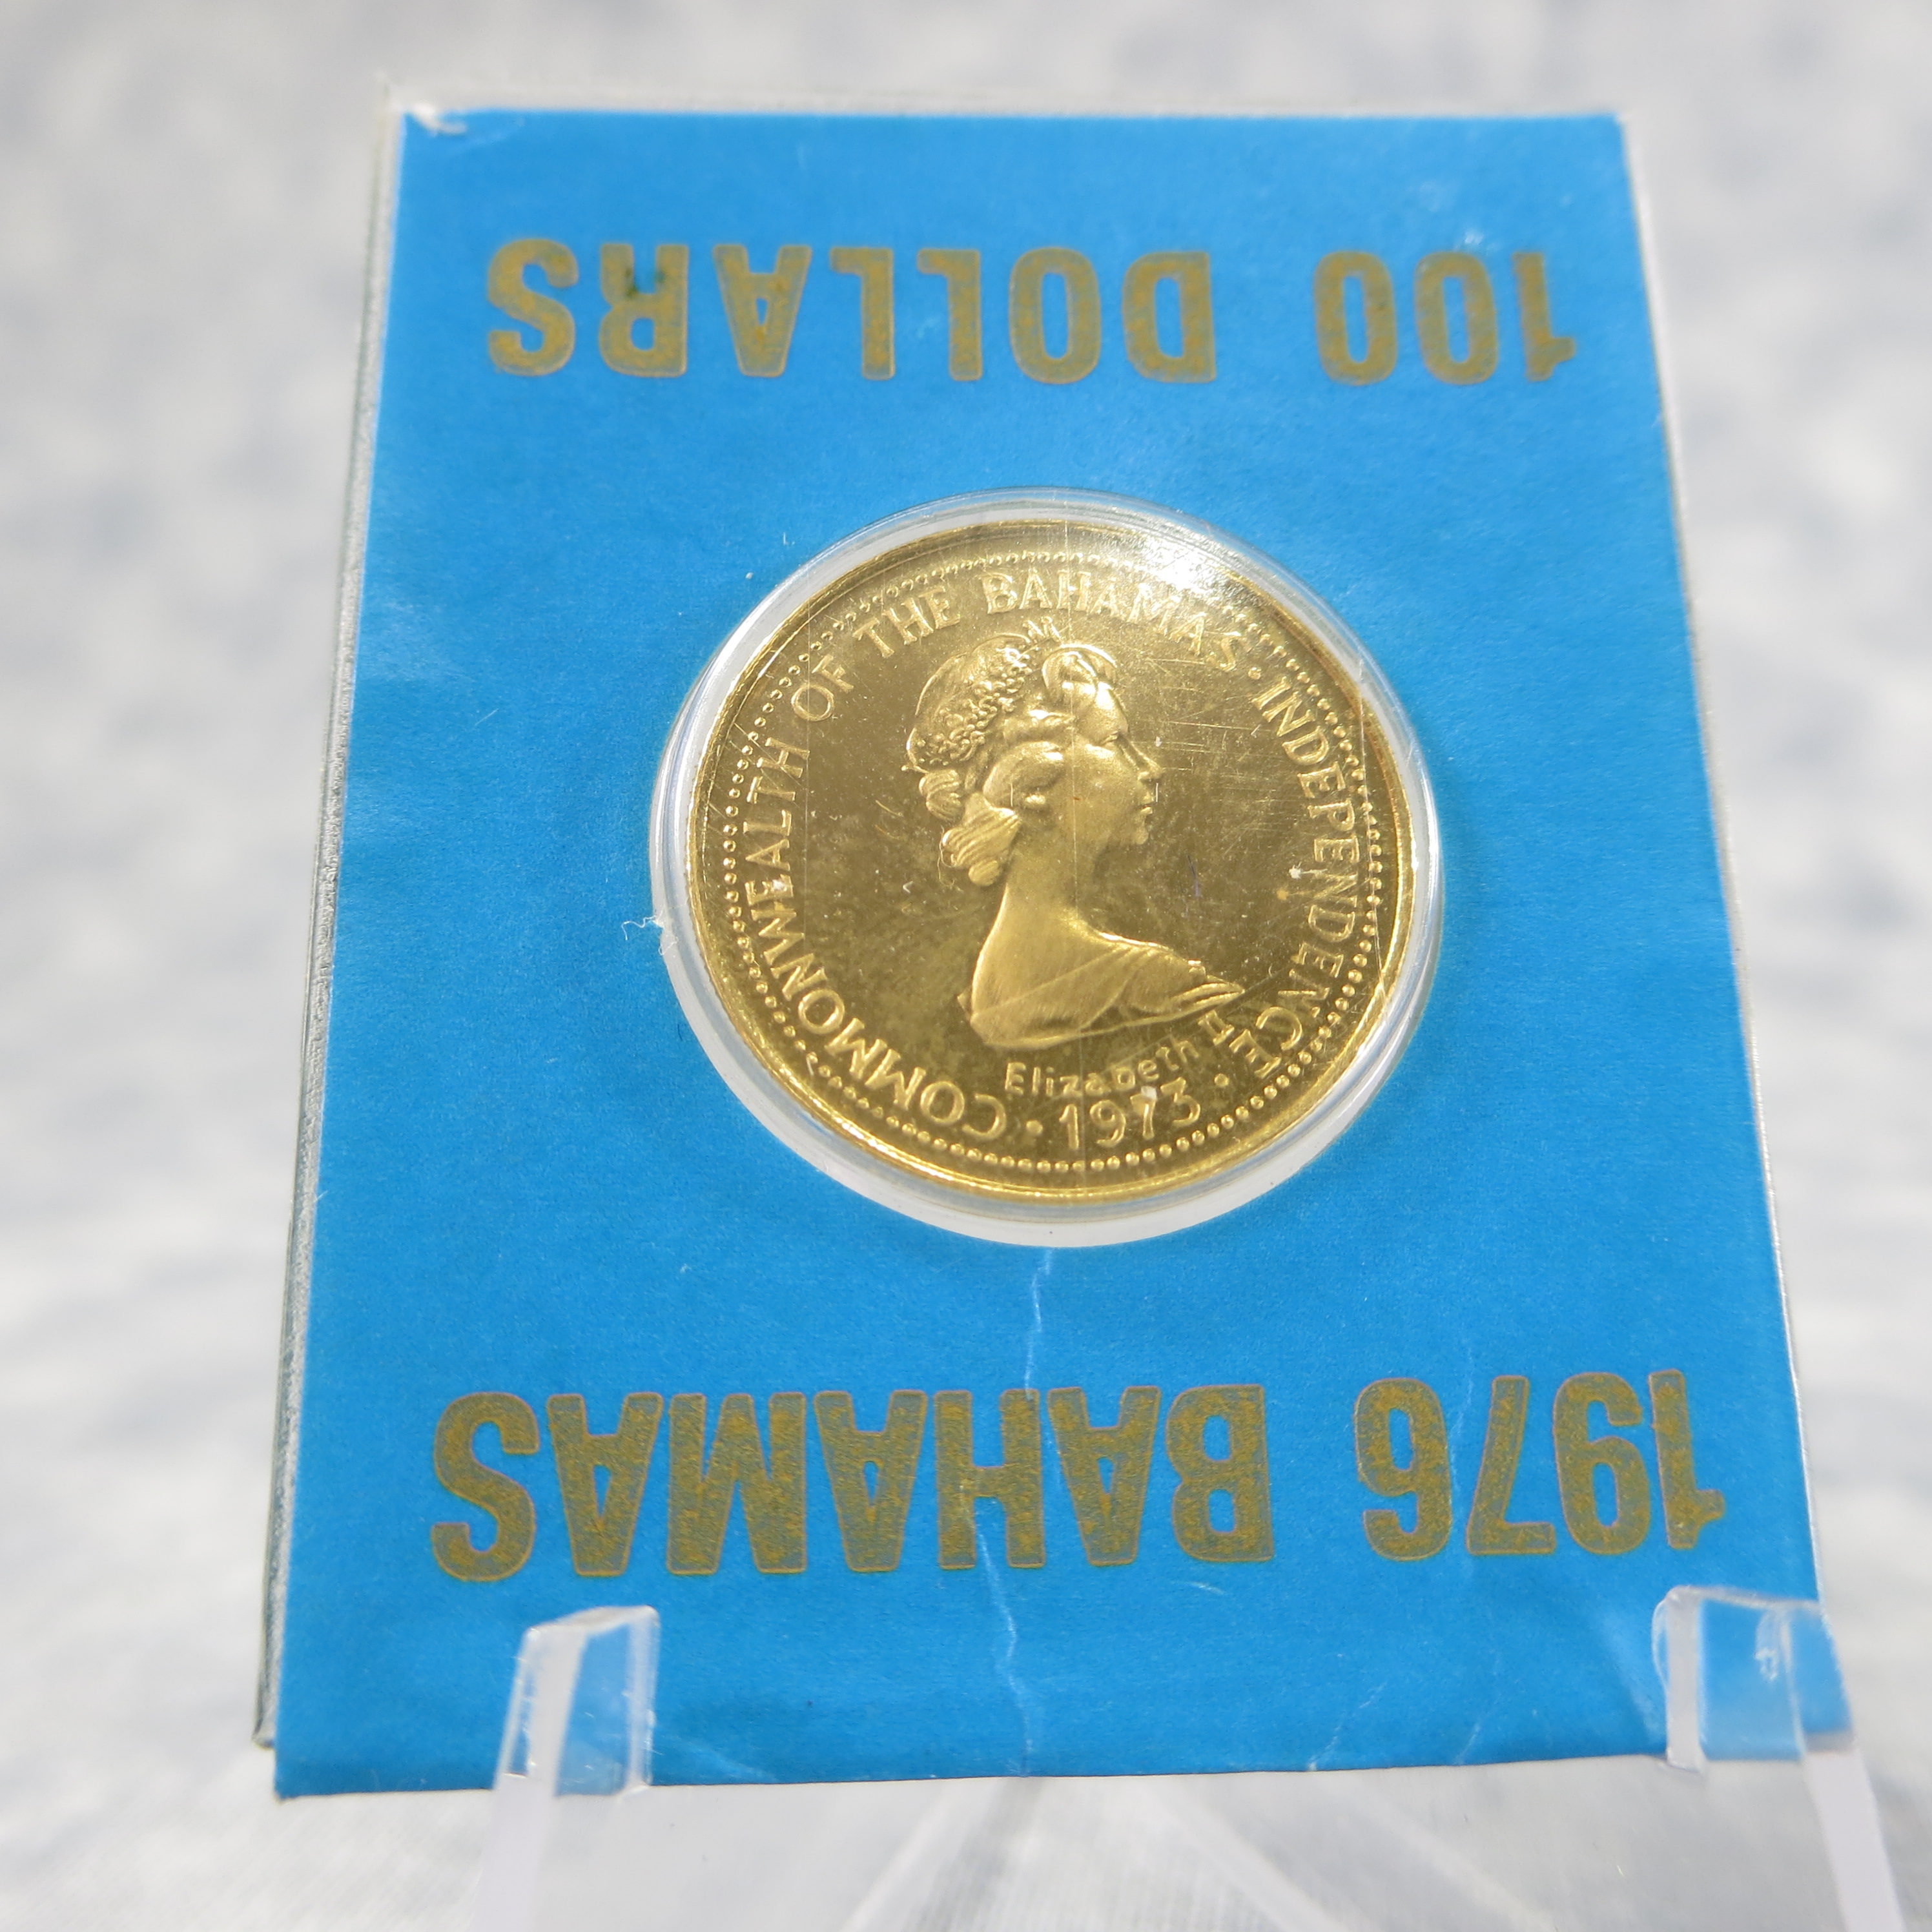 100 DOLLARS
COMMONWEALTH OF THE BAHAMAS · INDEPENDENCE
Elizabeth II
· 1973 ·
1976 BAHAMAS